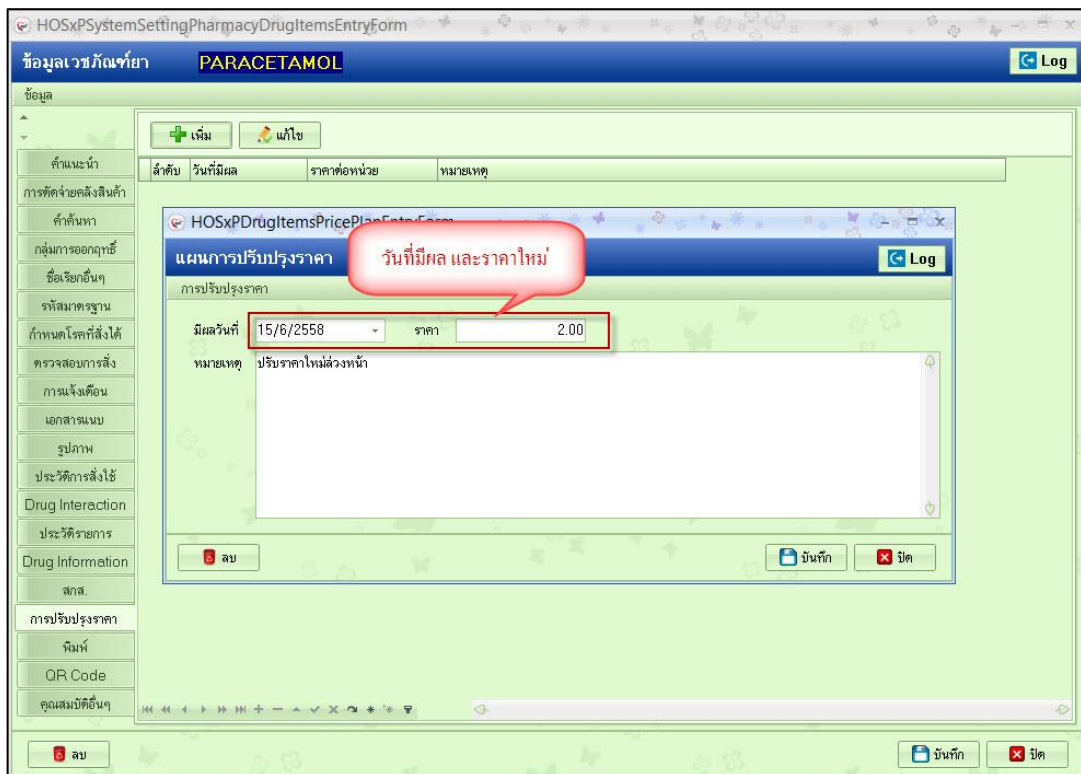 HOSxPSystemSettingPharmacyDrugItemsEntryForm
ข้อมูลเวชภัณฑ์ยา PARACETAMOL Log
ข้อมูล
เพิ่ม แก้ไข
ลำดับ วันที่มีผล ราคาต่อหน่วย หมายเหตุ
คำแนะนำ
การตัดจ่ายคลังสินค้า
คำค้นหา
กลุ่มการออกฤทธิ์
ชื่อเรียกอื่นๆ
รหัสมาตรฐาน
กำหนดโรคที่สั่งได้
ตรวจสอบการสั่ง
การแจ้งเตือน
เอกสารแนบ
รูปภาพ
ประวัติการสั่งใช้
Drug Interaction
ประวัติรายการ
Drug Information
สกส.
การปรับปรุงราคา
พิมพ์
QR Code
คุณสมบัติอื่นๆ
HOSxPDrugItemsPricePlanEntryForm
แผนการปรับปรุงราคา Log
วันที่มีผล และราคาใหม่
การปรับปรุงราคา
มีผลวันที่ 15/6/2558 ราคา 2.00
หมายเหตุ ปรับราคาใหม่ล่วงหน้า
ลบ บันทึก ปิด
ลบ บันทึก ปิด